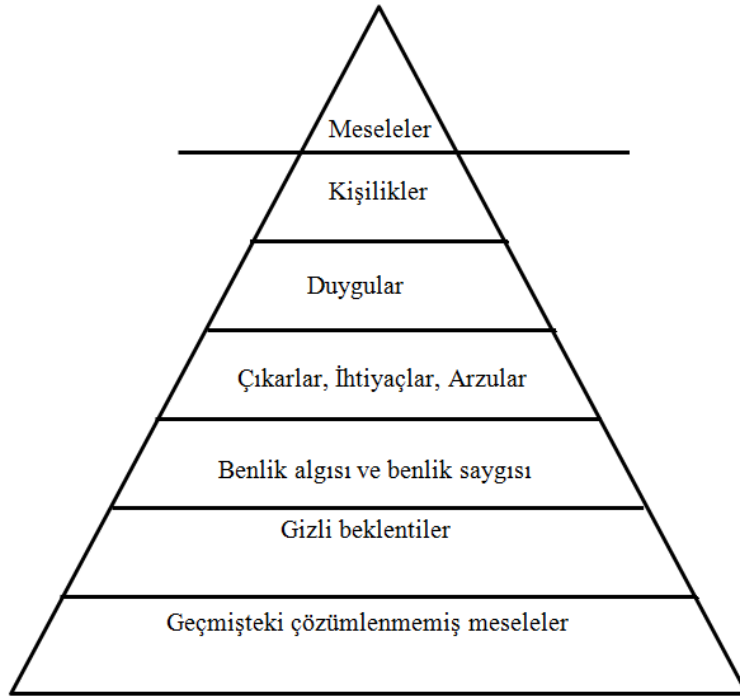 Meseleler
Kişilikler
Duygular
Çıkarlar, İhtiyaçlar, Arzular
Benlik algısı ve benlik saygısı
Gizli beklentiler
Geçmişteki çözümlenmemiş meseleler